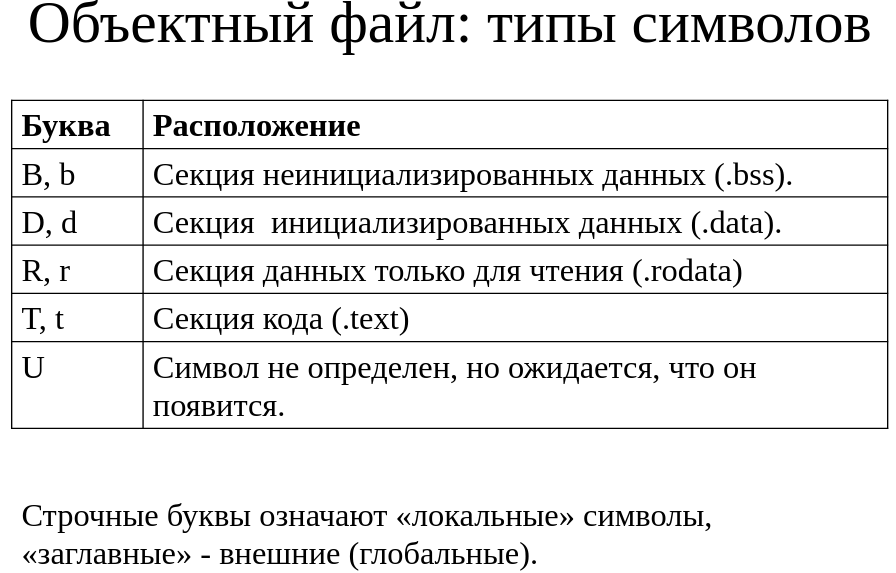 Объектный файл: типы символов
Буква Расположение
B, b Секция неинициализированных данных (.bss).
D, d Секция  инициализированных данных (.data).
R, r Секция данных только для чтения (.rodata)
T, t Секция кода (.text)
U Символ не определен, но ожидается, что он
появится.
Строчные буквы означают «локальные» символы,
«заглавные» - внешние (глобальные).